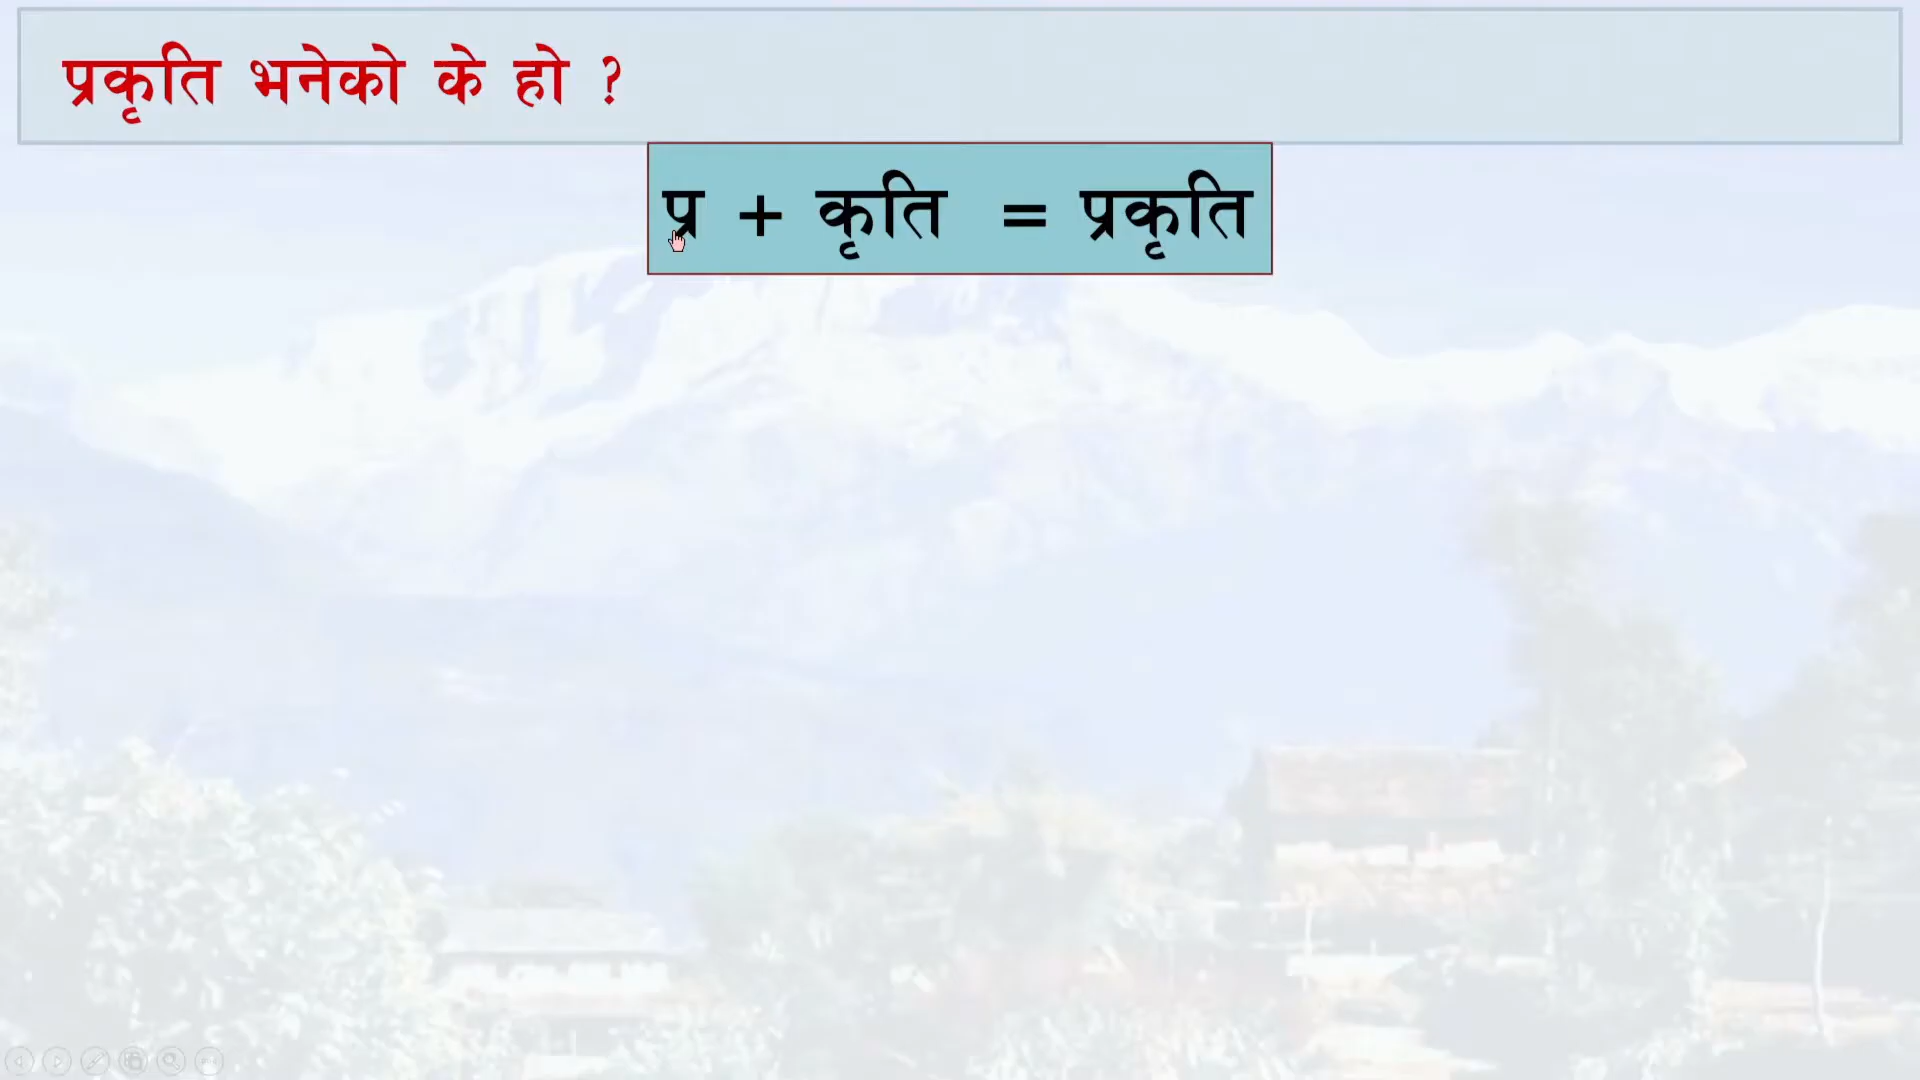 प्रकृति भनेको के हो ?
प्र + कृति = प्रकृति